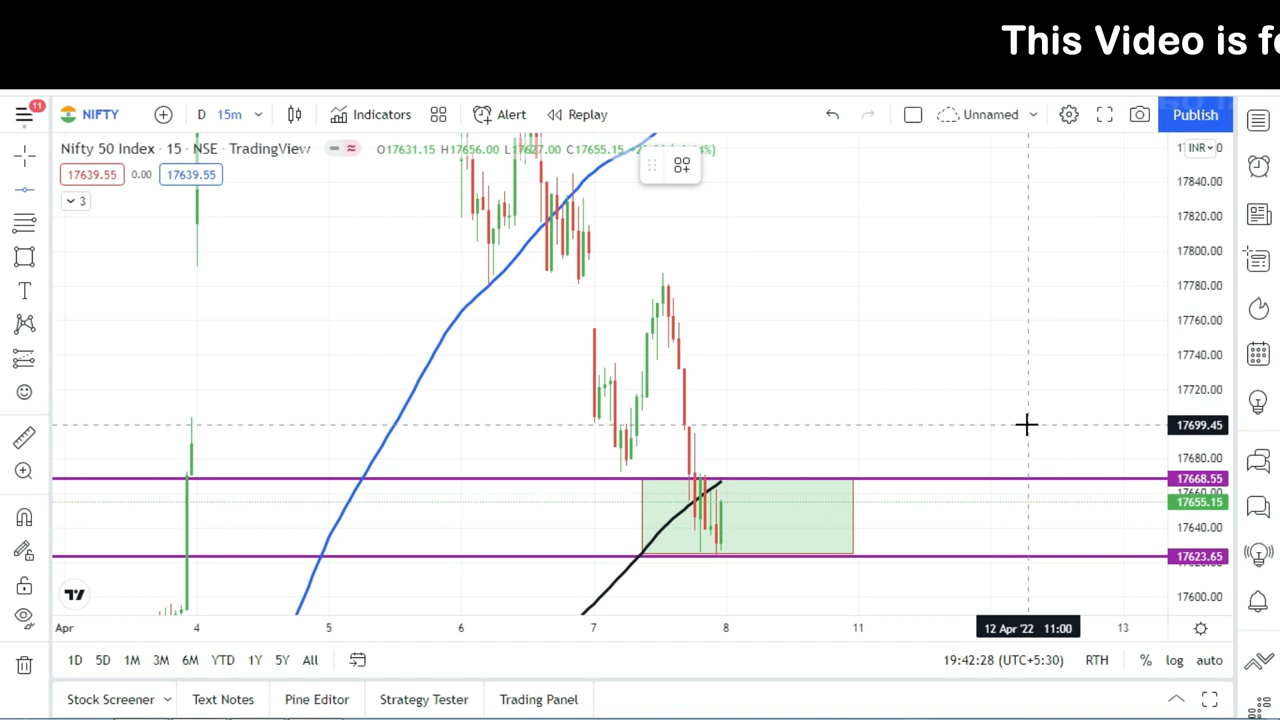 This Video is fo
11
NIFTY
D 15m
Indicators
Alert
Replay
Unnamed
Publish
Nifty 50 Index · 15 · NSE · TradingView
O17631.15 H17656.00 L17627.00 C17655.15
17639.55 0.00 17639.55
3
INR
17840.00
17820.00
17800.00
17780.00
17760.00
17740.00
17720.00
17699.45
17680.00
17668.55
17660.00
17655.15
17640.00
17623.65
17600.00
Apr 4 5 6 7 8 11 12 Apr '22 11:00 13
1D 5D 1M 3M 6M YTD 1Y 5Y All
19:42:28 (UTC+5:30) RTH % log auto
Stock Screener Text Notes Pine Editor Strategy Tester Trading Panel